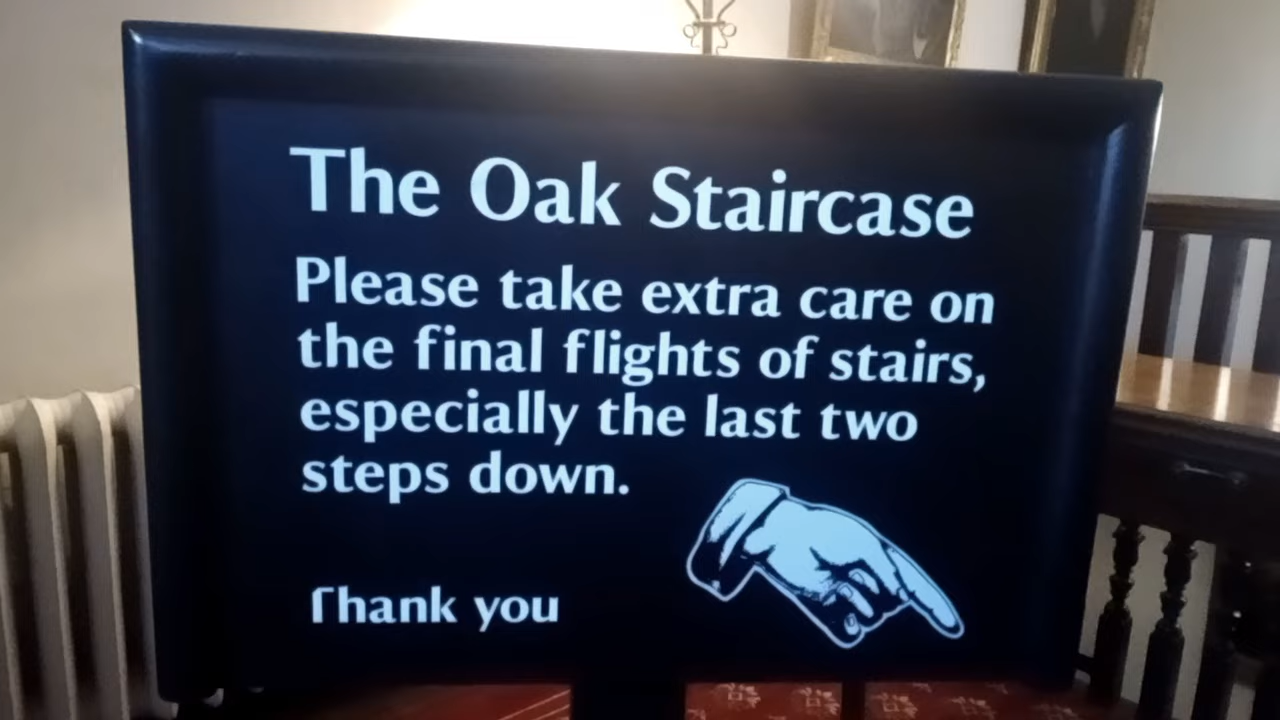 The Oak Staircase
Please take extra care on
the final flights of stairs,
especially the last two
steps down.
Thank you